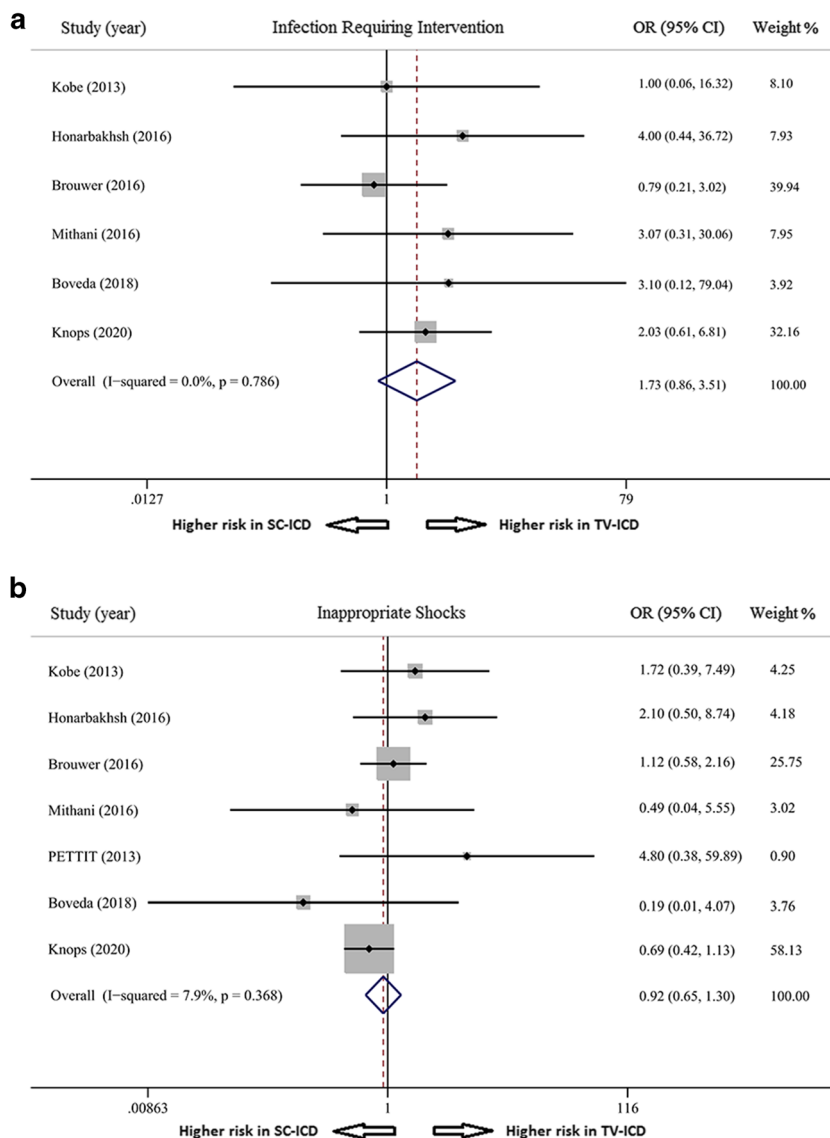 a
Study (year) Infection Requiring Intervention OR (95% CI) Weight %
Kobe (2013) 1.00 (0.06, 16.32) 8.10
Honarbakhsh (2016) 4.00 (0.44, 36.72) 7.93
Brouwer (2016) 0.79 (0.21, 3.02) 39.94
Mithani (2016) 3.07 (0.31, 30.06) 7.95
Boveda (2018) 3.10 (0.12, 79.04) 3.92
Knops (2020) 2.03 (0.61, 6.81) 32.16
Overall (I−squared = 0.0%, p = 0.786) 1.73 (0.86, 3.51) 100.00
.0127 1 79
Higher risk in SC-ICD Higher risk in TV-ICD
b
Study (year) Inappropriate Shocks OR (95% CI) Weight %
Kobe (2013) 1.72 (0.39, 7.49) 4.25
Honarbakhsh (2016) 2.10 (0.50, 8.74) 4.18
Brouwer (2016) 1.12 (0.58, 2.16) 25.75
Mithani (2016) 0.49 (0.04, 5.55) 3.02
PETTIT (2013) 4.80 (0.38, 59.89) 0.90
Boveda (2018) 0.19 (0.01, 4.07) 3.76
Knops (2020) 0.69 (0.42, 1.13) 58.13
Overall (I−squared = 7.9%, p = 0.368) 0.92 (0.65, 1.30) 100.00
.00863 1 116
Higher risk in SC-ICD Higher risk in TV-ICD